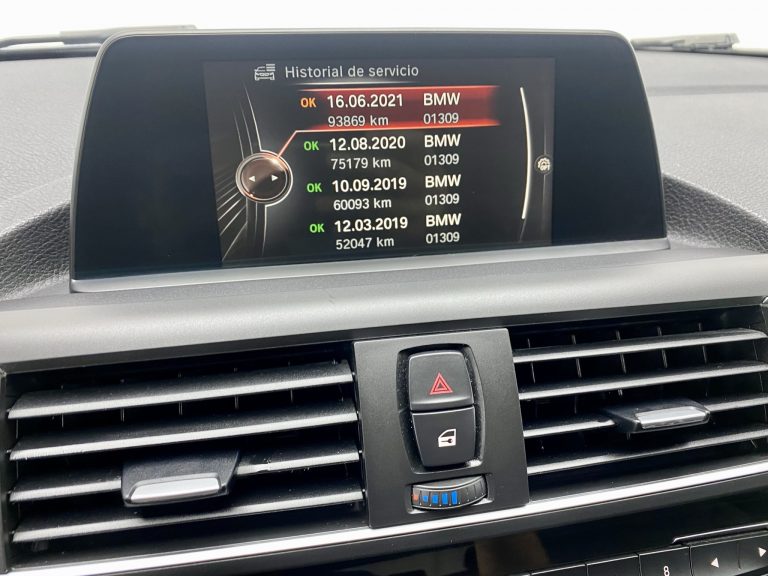 Historial de servicio
OK 16.06.2021 BMW
93869 km 01309
OK 12.08.2020 BMW
75179 km 01309
OK 10.09.2019 BMW
60093 km 01309
OK 12.03.2019 BMW
52047 km 01309
8